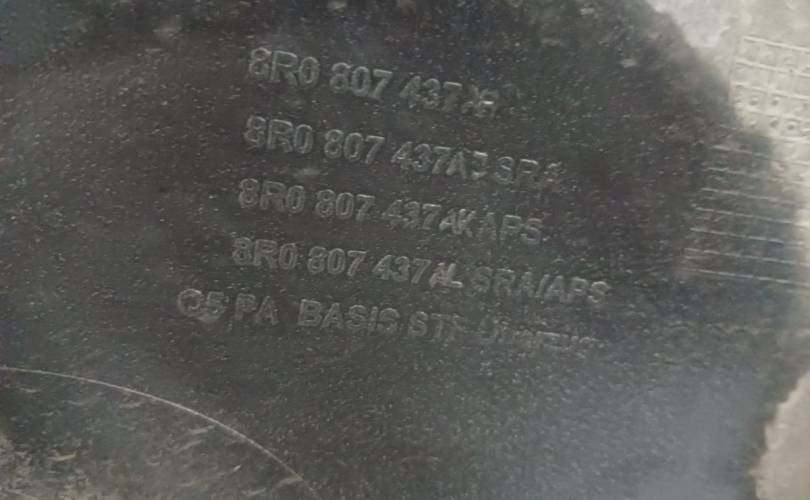 8R0 807 437
8R0 807 437AJ SRA
8R0 807 437AK APS
8R0 807 437AL SRA/APS
PA BASIS STF